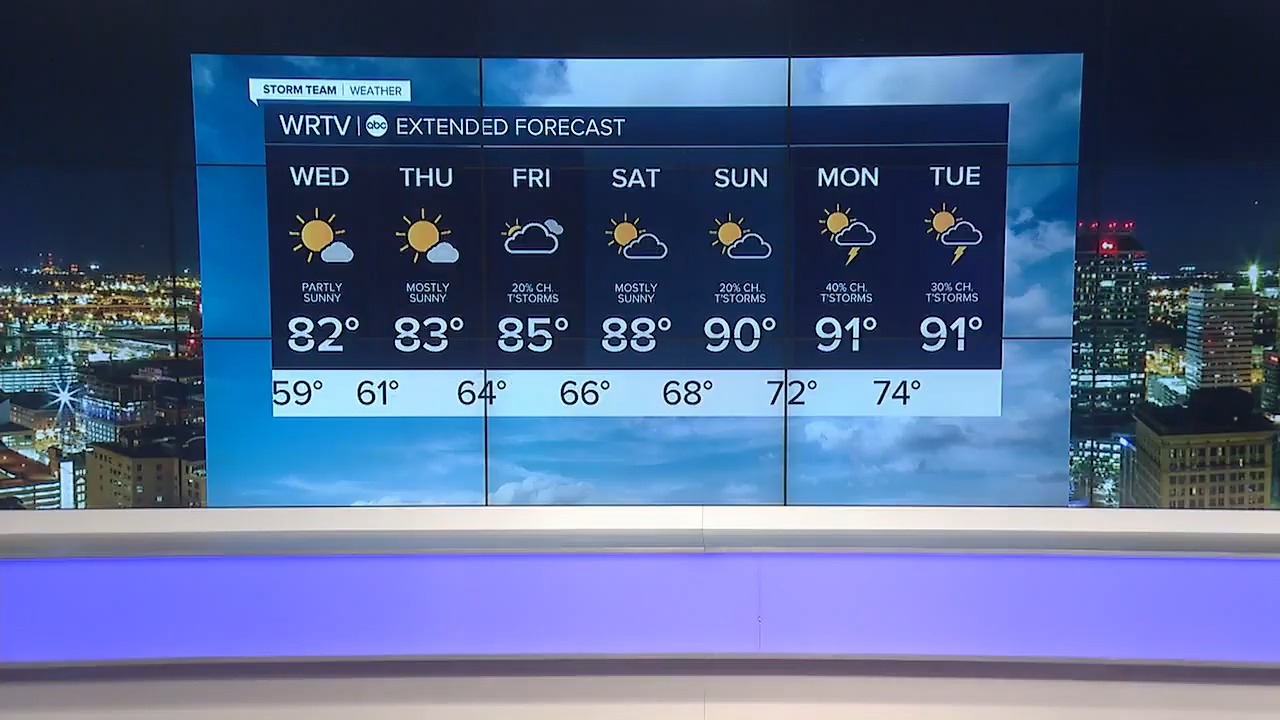 STORM TEAM | WEATHER
WRTV | abc EXTENDED FORECAST
WED THU FRI SAT SUN MON TUE
PARTLY MOSTLY 20% CH. MOSTLY 20% CH. 40% CH. 30% CH.
SUNNY SUNNY T'STORMS SUNNY T'STORMS T'STORMS T'STORMS
82° 83° 85° 88° 90° 91° 91°
59° 61° 64° 66° 68° 72° 74°